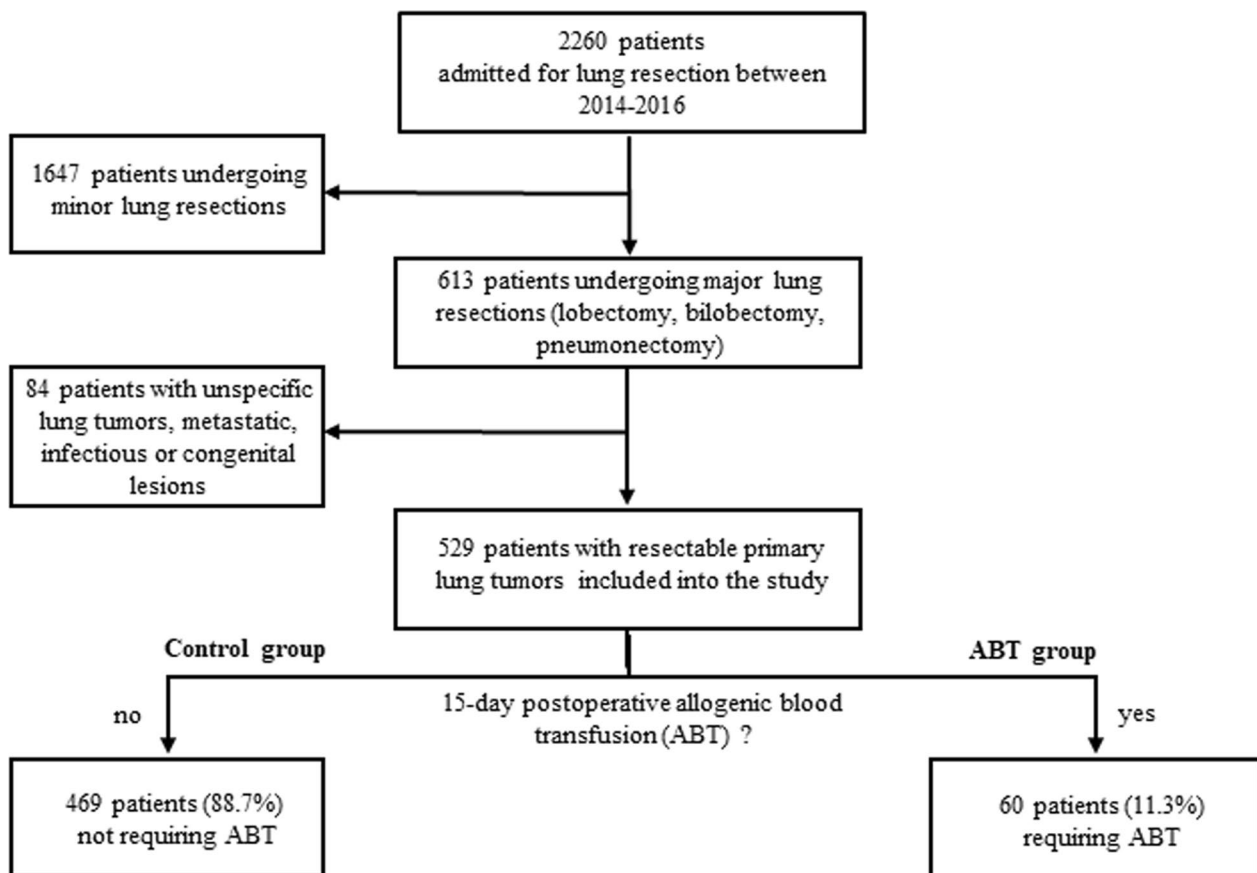 2260 patients
admitted for lung resection between
2014-2016
1647 patients undergoing
minor lung resections
613 patients undergoing major lung
resections (lobectomy, bilobectomy,
pneumonectomy)
84 patients with unspecific
lung tumors, metastatic,
infectious or congenital
lesions
529 patients with resectable primary
lung tumors included into the study
Control group
ABT group
no
15-day postoperative allogenic blood
transfusion (ABT) ?
yes
469 patients (88.7%)
not requiring ABT
60 patients (11.3%)
requiring ABT